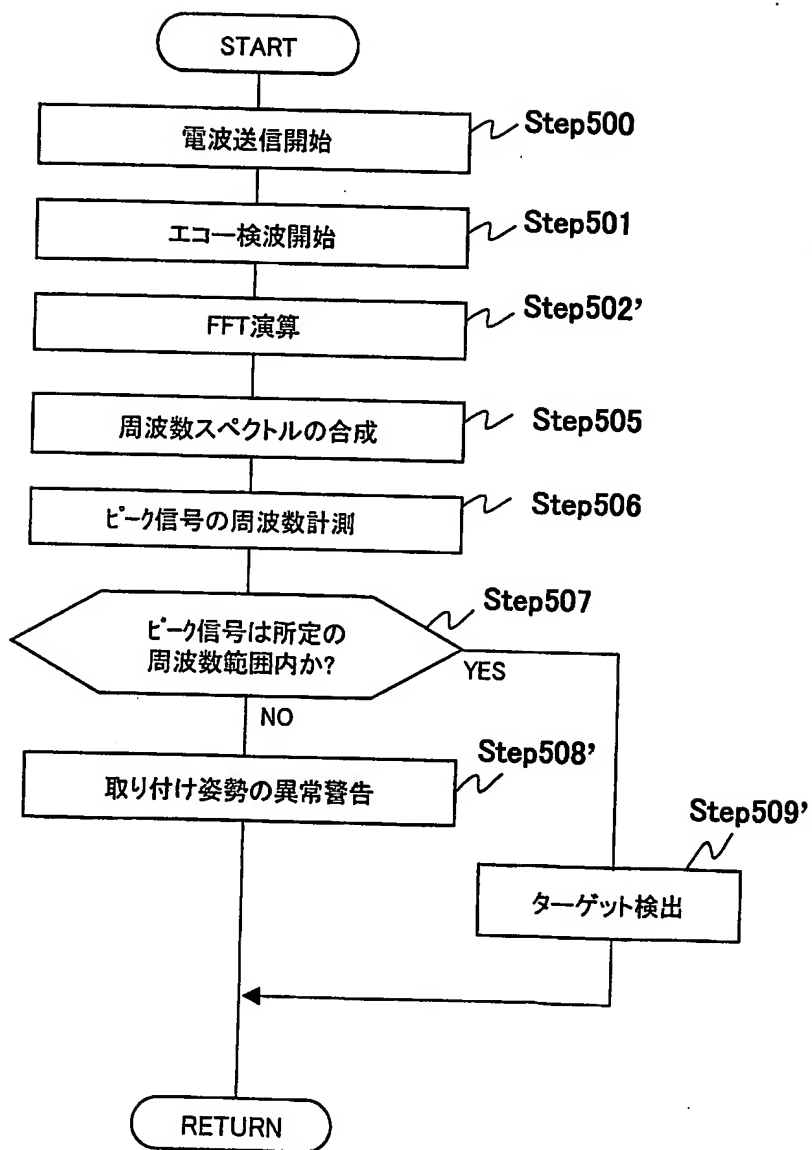 START
電波送信開始
Step500
エコー検波開始
Step501
FFT演算
Step502’
周波数スペクトルの合成
Step505
ピーク信号の周波数計測
Step506
ピーク信号は所定の
周波数範囲内か?
Step507
YES
NO
取り付け姿勢の異常警告
Step508’
Step509’
ターゲット検出
RETURN